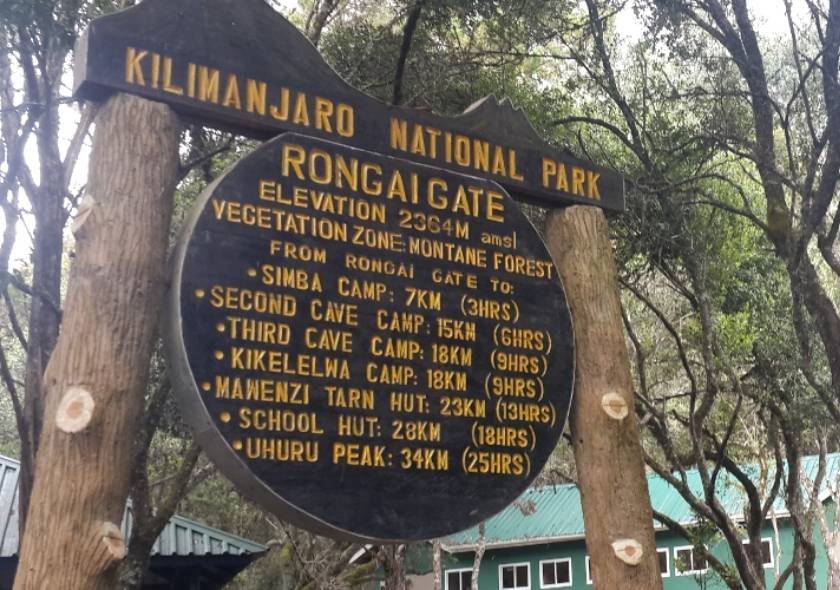 KILIMANJARO NATIONAL PARK
RONGAI GATE
ELEVATION 2364M amsl
VEGETATION ZONE: MONTANE FOREST
FROM RONGAI GATE TO:
• SIMBA CAMP: 7KM (3HRS)
• SECOND CAVE CAMP: 15KM (6HRS)
• THIRD CAVE CAMP: 18KM (9HRS)
• KIKELELWA CAMP: 18KM (9HRS)
• MAWENZI TARN HUT: 23KM (13HRS)
• SCHOOL HUT: 28KM (18HRS)
• UHURU PEAK: 34KM (25HRS)